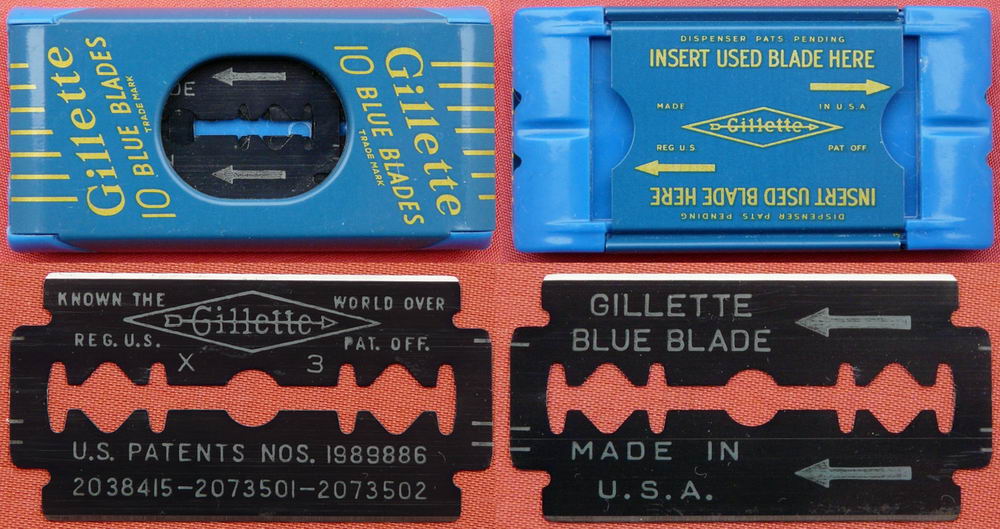 Gillette
10 BLUE BLADES
TRADE MARK
DE
10 BLUE BLADES
TRADE MARK
Gillette
DISPENSER PATS. PENDING
INSERT USED BLADE HERE
MADE IN U.S.A
Gillette
REG U.S. PAT OFF.
INSERT USED BLADE HERE
DISPENSER PATS. PENDING
KNOWN THE WORLD OVER
Gillette
REG. U.S. PAT. OFF.
X 3
U.S. PATENTS NOS. 1989886
2038415-2073501-2073502
GILLETTE
BLUE BLADE
MADE IN
U.S.A.